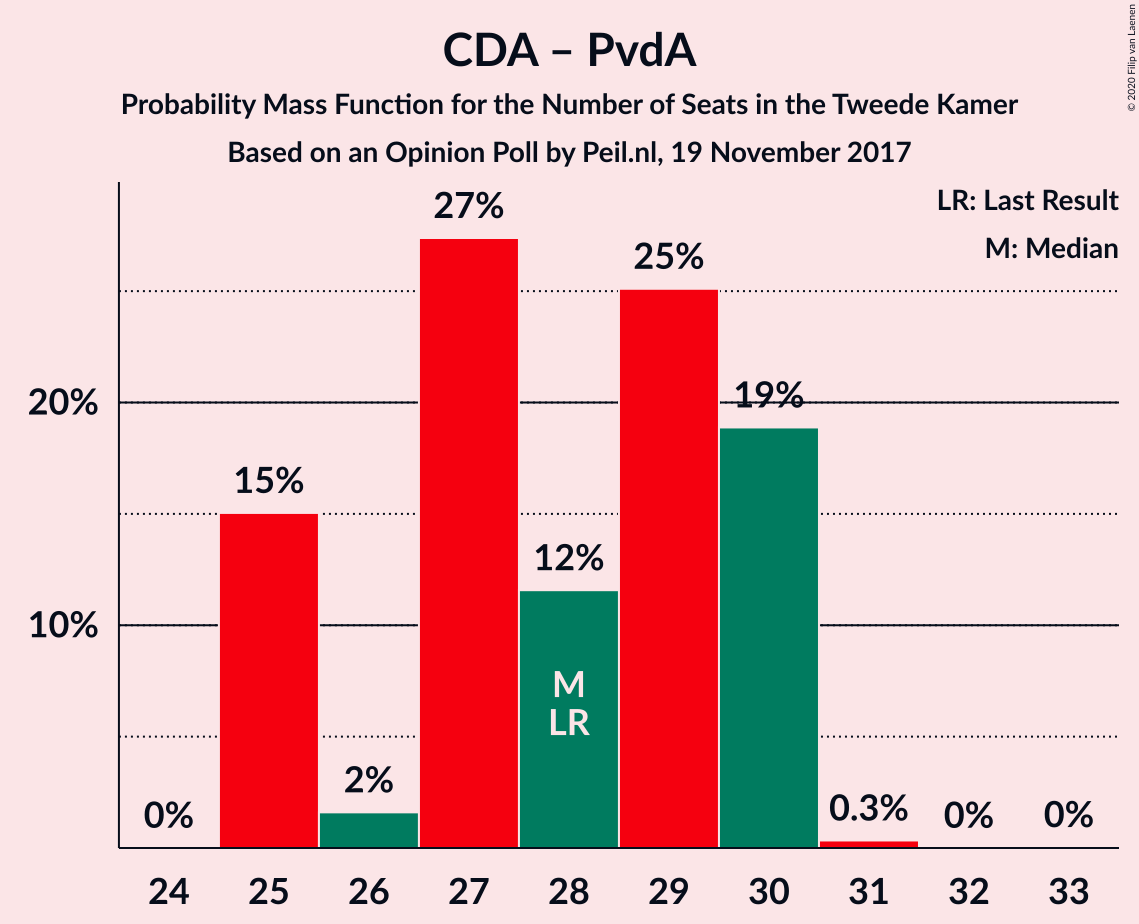 CDA – PvdA
Probability Mass Function for the Number of Seats in the Tweede Kamer
Based on an Opinion Poll by Peil.nl, 19 November 2017
© 2020 Filip van Laenen
LR: Last Result
M: Median
27%
25%
20%
19%
15%
12%
10%
M
LR
2%
0%
0.3%
0%
0%
24 25 26 27 28 29 30 31 32 33